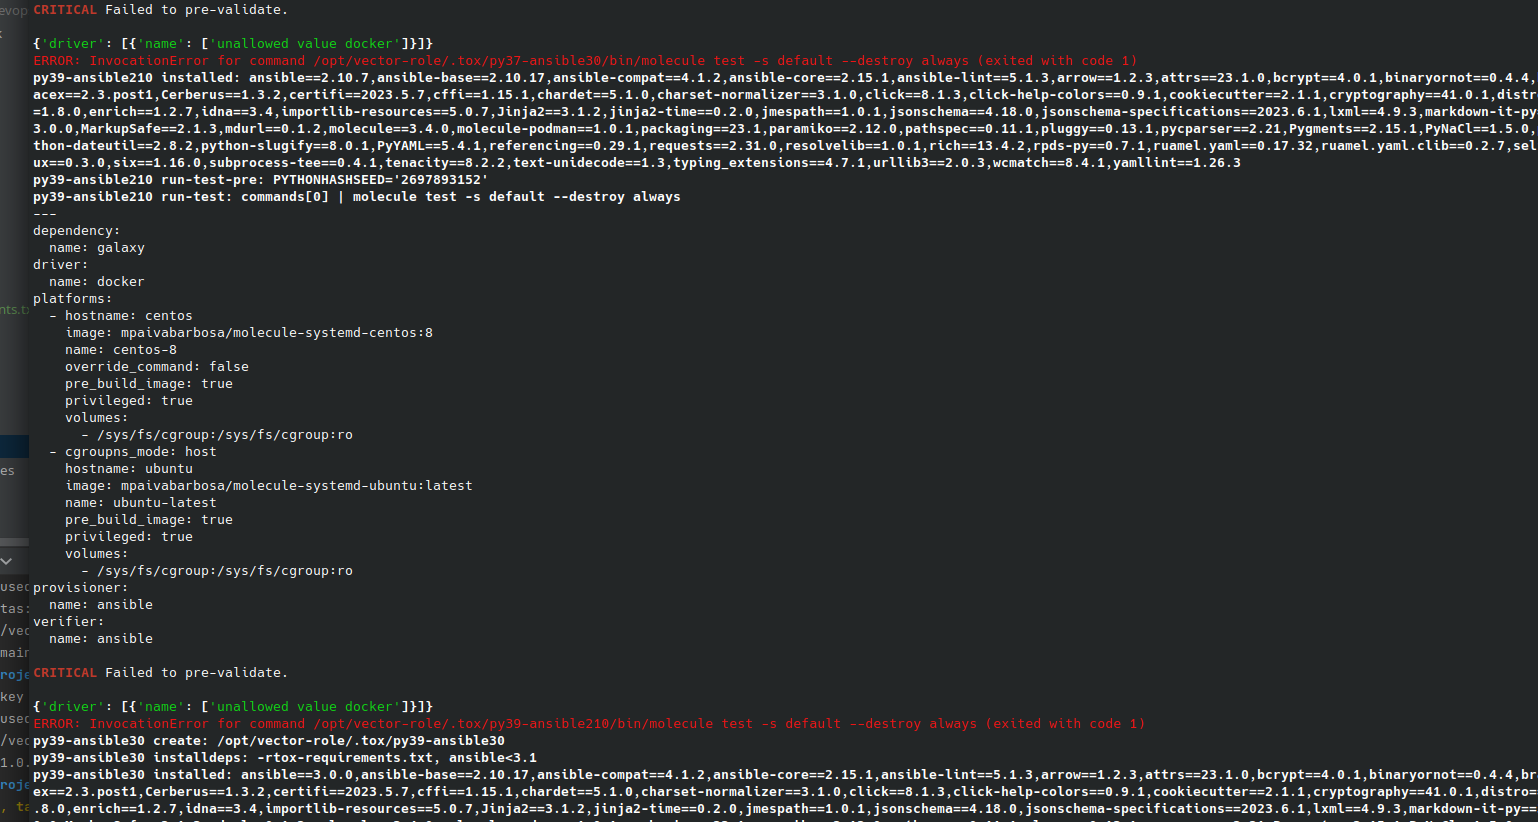 CRITICAL Failed to pre-validate.
{'driver': [{'name': ['unallowed value docker']}]}
ERROR: InvocationError for command /opt/vector-role/.tox/py37-ansible30/bin/molecule test -s default --destroy always (exited with code 1)
py39-ansible210 installed: ansible==2.10.7,ansible-base==2.10.17,ansible-compat==4.1.2,ansible-core==2.15.1,ansible-lint==5.1.3,arrow==1.2.3,attrs==23.1.0,bcrypt==4.0.1,binaryornot==0.4.4,
acex==2.3.post1,Cerberus==1.3.2,certifi==2023.5.7,cffi==1.15.1,chardet==5.1.0,charset-normalizer==3.1.0,click==8.1.3,click-help-colors==0.9.1,cookiecutter==2.1.1,cryptography==41.0.1,distro
=1.8.0,enrich==1.2.7,idna==3.4,importlib-resources==5.0.7,Jinja2==3.1.2,jinja2-time==0.2.0,jmespath==1.0.1,jsonschema==4.18.0,jsonschema-specifications==2023.6.1,lxml==4.9.3,markdown-it-py
3.0.0,MarkupSafe==2.1.3,mdurl==0.1.2,molecule==3.4.0,molecule-podman==1.0.1,packaging==23.1,paramiko==2.12.0,pathspec==0.11.1,pluggy==0.13.1,pycparser==2.21,Pygments==2.15.1,PyNaCl==1.5.0,
thon-dateutil==2.8.2,python-slugify==8.0.1,PyYAML==5.4.1,referencing==0.29.1,requests==2.31.0,resolvelib==1.0.1,rich==13.4.2,rpds-py==0.7.1,ruamel.yaml==0.17.32,ruamel.yaml.clib==0.2.7,sel
ux==0.3.0,six==1.16.0,subprocess-tee==0.4.1,tenacity==8.2.2,text-unidecode==1.3,typing_extensions==4.7.1,urllib3==2.0.3,wcmatch==8.4.1,yamllint==1.26.3
py39-ansible210 run-test-pre: PYTHONHASHSEED='2697893152'
py39-ansible210 run-test: commands[0] | molecule test -s default --destroy always
---
dependency:
  name: galaxy
driver:
  name: docker
platforms:
  - hostname: centos
    image: mpaivabarbosa/molecule-systemd-centos:8
    name: centos-8
    override_command: false
    pre_build_image: true
    privileged: true
    volumes:
      - /sys/fs/cgroup:/sys/fs/cgroup:ro
  - cgroupns_mode: host
    hostname: ubuntu
    image: mpaivabarbosa/molecule-systemd-ubuntu:latest
    name: ubuntu-latest
    pre_build_image: true
    privileged: true
    volumes:
      - /sys/fs/cgroup:/sys/fs/cgroup:ro
provisioner:
  name: ansible
verifier:
  name: ansible
CRITICAL Failed to pre-validate.
{'driver': [{'name': ['unallowed value docker']}]}
ERROR: InvocationError for command /opt/vector-role/.tox/py39-ansible210/bin/molecule test -s default --destroy always (exited with code 1)
py39-ansible30 create: /opt/vector-role/.tox/py39-ansible30
py39-ansible30 installdeps: -rtox-requirements.txt, ansible<3.1
py39-ansible30 installed: ansible==3.0.0,ansible-base==2.10.17,ansible-compat==4.1.2,ansible-core==2.15.1,ansible-lint==5.1.3,arrow==1.2.3,attrs==23.1.0,bcrypt==4.0.1,binaryornot==0.4.4,br
ex==2.3.post1,Cerberus==1.3.2,certifi==2023.5.7,cffi==1.15.1,chardet==5.1.0,charset-normalizer==3.1.0,click==8.1.3,click-help-colors==0.9.1,cookiecutter==2.1.1,cryptography==41.0.1,distro=
.8.0,enrich==1.2.7,idna==3.4,importlib-resources==5.0.7,Jinja2==3.1.2,jinja2-time==0.2.0,jmespath==1.0.1,jsonschema==4.18.0,jsonschema-specifications==2023.6.1,lxml==4.9.3,markdown-it-py==